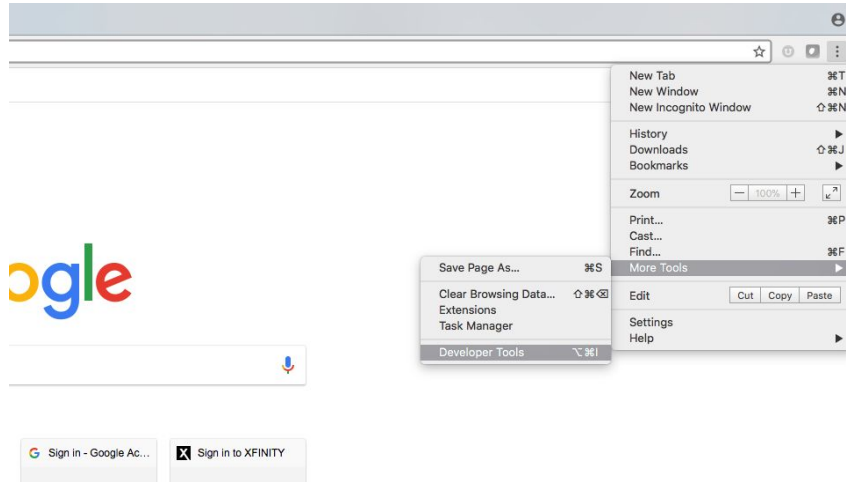 New Tab ⌘T
New Window ⌘N
New Incognito Window ⇧⌘N
History
Downloads ⇧⌘J
Bookmarks
Zoom − 100% +
Print... ⌘P
Cast...
Find... ⌘F
More Tools
Edit Cut Copy Paste
Settings
Help
Save Page As... ⌘S
Clear Browsing Data... ⇧⌘⌫
Extensions
Task Manager
Developer Tools ⌥⌘I
ogle
G Sign in - Google Ac...
X Sign in to XFINITY